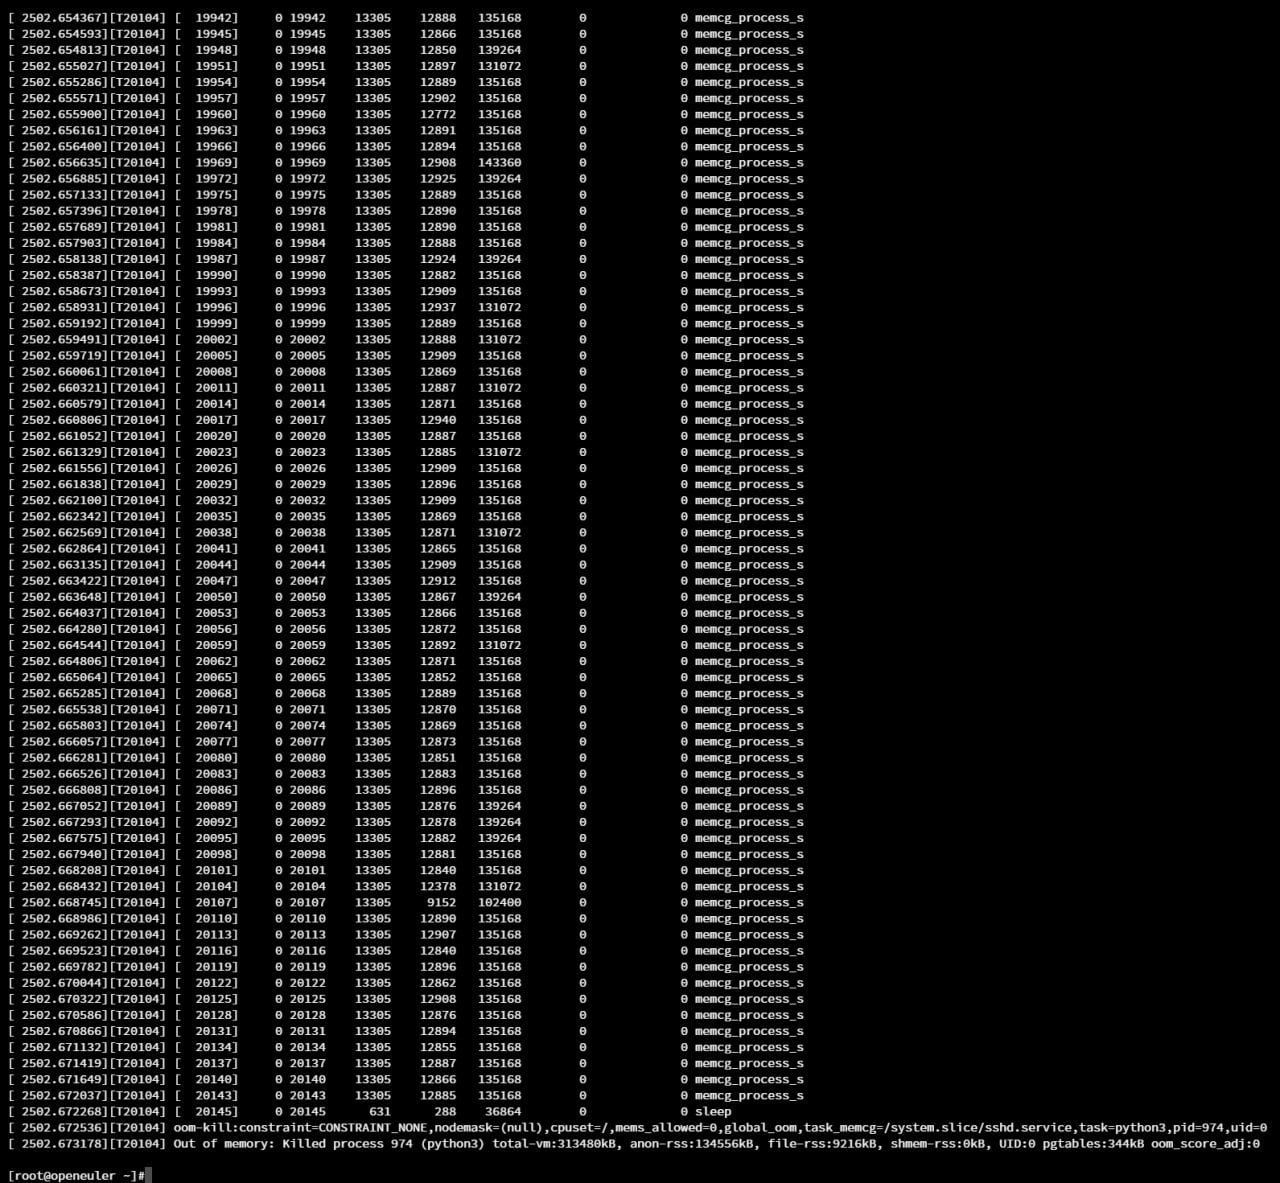 [ 2502.654367][T20104] [  19942]     0 19942    13305    12888   135168        0             0 memcg_process_s
[ 2502.654593][T20104] [  19945]     0 19945    13305    12866   135168        0             0 memcg_process_s
[ 2502.654813][T20104] [  19948]     0 19948    13305    12850   139264        0             0 memcg_process_s
[ 2502.655027][T20104] [  19951]     0 19951    13305    12897   131072        0             0 memcg_process_s
[ 2502.655286][T20104] [  19954]     0 19954    13305    12889   135168        0             0 memcg_process_s
[ 2502.655571][T20104] [  19957]     0 19957    13305    12902   135168        0             0 memcg_process_s
[ 2502.655900][T20104] [  19960]     0 19960    13305    12772   135168        0             0 memcg_process_s
[ 2502.656161][T20104] [  19963]     0 19963    13305    12891   135168        0             0 memcg_process_s
[ 2502.656400][T20104] [  19966]     0 19966    13305    12894   135168        0             0 memcg_process_s
[ 2502.656635][T20104] [  19969]     0 19969    13305    12908   143360        0             0 memcg_process_s
[ 2502.656885][T20104] [  19972]     0 19972    13305    12925   139264        0             0 memcg_process_s
[ 2502.657133][T20104] [  19975]     0 19975    13305    12889   135168        0             0 memcg_process_s
[ 2502.657396][T20104] [  19978]     0 19978    13305    12890   135168        0             0 memcg_process_s
[ 2502.657689][T20104] [  19981]     0 19981    13305    12890   135168        0             0 memcg_process_s
[ 2502.657903][T20104] [  19984]     0 19984    13305    12888   135168        0             0 memcg_process_s
[ 2502.658138][T20104] [  19987]     0 19987    13305    12924   139264        0             0 memcg_process_s
[ 2502.658387][T20104] [  19990]     0 19990    13305    12882   135168        0             0 memcg_process_s
[ 2502.658673][T20104] [  19993]     0 19993    13305    12909   135168        0             0 memcg_process_s
[ 2502.658931][T20104] [  19996]     0 19996    13305    12937   131072        0             0 memcg_process_s
[ 2502.659192][T20104] [  19999]     0 19999    13305    12889   135168        0             0 memcg_process_s
[ 2502.659491][T20104] [  20002]     0 20002    13305    12888   131072        0             0 memcg_process_s
[ 2502.659719][T20104] [  20005]     0 20005    13305    12909   135168        0             0 memcg_process_s
[ 2502.660061][T20104] [  20008]     0 20008    13305    12869   135168        0             0 memcg_process_s
[ 2502.660321][T20104] [  20011]     0 20011    13305    12887   131072        0             0 memcg_process_s
[ 2502.660579][T20104] [  20014]     0 20014    13305    12871   135168        0             0 memcg_process_s
[ 2502.660806][T20104] [  20017]     0 20017    13305    12940   135168        0             0 memcg_process_s
[ 2502.661052][T20104] [  20020]     0 20020    13305    12887   135168        0             0 memcg_process_s
[ 2502.661329][T20104] [  20023]     0 20023    13305    12885   131072        0             0 memcg_process_s
[ 2502.661556][T20104] [  20026]     0 20026    13305    12909   135168        0             0 memcg_process_s
[ 2502.661838][T20104] [  20029]     0 20029    13305    12896   135168        0             0 memcg_process_s
[ 2502.662100][T20104] [  20032]     0 20032    13305    12909   135168        0             0 memcg_process_s
[ 2502.662342][T20104] [  20035]     0 20035    13305    12869   135168        0             0 memcg_process_s
[ 2502.662569][T20104] [  20038]     0 20038    13305    12871   131072        0             0 memcg_process_s
[ 2502.662864][T20104] [  20041]     0 20041    13305    12865   135168        0             0 memcg_process_s
[ 2502.663135][T20104] [  20044]     0 20044    13305    12909   135168        0             0 memcg_process_s
[ 2502.663422][T20104] [  20047]     0 20047    13305    12912   135168        0             0 memcg_process_s
[ 2502.663648][T20104] [  20050]     0 20050    13305    12867   139264        0             0 memcg_process_s
[ 2502.664037][T20104] [  20053]     0 20053    13305    12866   135168        0             0 memcg_process_s
[ 2502.664280][T20104] [  20056]     0 20056    13305    12872   135168        0             0 memcg_process_s
[ 2502.664544][T20104] [  20059]     0 20059    13305    12892   131072        0             0 memcg_process_s
[ 2502.664806][T20104] [  20062]     0 20062    13305    12871   135168        0             0 memcg_process_s
[ 2502.665064][T20104] [  20065]     0 20065    13305    12852   135168        0             0 memcg_process_s
[ 2502.665285][T20104] [  20068]     0 20068    13305    12889   135168        0             0 memcg_process_s
[ 2502.665538][T20104] [  20071]     0 20071    13305    12870   135168        0             0 memcg_process_s
[ 2502.665803][T20104] [  20074]     0 20074    13305    12869   135168        0             0 memcg_process_s
[ 2502.666057][T20104] [  20077]     0 20077    13305    12873   135168        0             0 memcg_process_s
[ 2502.666281][T20104] [  20080]     0 20080    13305    12851   135168        0             0 memcg_process_s
[ 2502.666526][T20104] [  20083]     0 20083    13305    12883   135168        0             0 memcg_process_s
[ 2502.666808][T20104] [  20086]     0 20086    13305    12896   135168        0             0 memcg_process_s
[ 2502.667052][T20104] [  20089]     0 20089    13305    12876   139264        0             0 memcg_process_s
[ 2502.667293][T20104] [  20092]     0 20092    13305    12878   139264        0             0 memcg_process_s
[ 2502.667575][T20104] [  20095]     0 20095    13305    12882   139264        0             0 memcg_process_s
[ 2502.667940][T20104] [  20098]     0 20098    13305    12881   135168        0             0 memcg_process_s
[ 2502.668208][T20104] [  20101]     0 20101    13305    12840   135168        0             0 memcg_process_s
[ 2502.668432][T20104] [  20104]     0 20104    13305    12378   131072        0             0 memcg_process_s
[ 2502.668745][T20104] [  20107]     0 20107    13305     9152   102400        0             0 memcg_process_s
[ 2502.668986][T20104] [  20110]     0 20110    13305    12890   135168        0             0 memcg_process_s
[ 2502.669262][T20104] [  20113]     0 20113    13305    12907   135168        0             0 memcg_process_s
[ 2502.669523][T20104] [  20116]     0 20116    13305    12840   135168        0             0 memcg_process_s
[ 2502.669782][T20104] [  20119]     0 20119    13305    12896   135168        0             0 memcg_process_s
[ 2502.670044][T20104] [  20122]     0 20122    13305    12862   135168        0             0 memcg_process_s
[ 2502.670322][T20104] [  20125]     0 20125    13305    12908   135168        0             0 memcg_process_s
[ 2502.670586][T20104] [  20128]     0 20128    13305    12876   135168        0             0 memcg_process_s
[ 2502.670866][T20104] [  20131]     0 20131    13305    12894   135168        0             0 memcg_process_s
[ 2502.671132][T20104] [  20134]     0 20134    13305    12855   135168        0             0 memcg_process_s
[ 2502.671419][T20104] [  20137]     0 20137    13305    12887   135168        0             0 memcg_process_s
[ 2502.671649][T20104] [  20140]     0 20140    13305    12866   135168        0             0 memcg_process_s
[ 2502.672037][T20104] [  20143]     0 20143    13305    12885   135168        0             0 memcg_process_s
[ 2502.672268][T20104] [  20145]     0 20145      631      288    36864        0             0 sleep
[ 2502.672536][T20104] oom-kill:constraint=CONSTRAINT_NONE,nodemask=(null),cpuset=/,mems_allowed=0,global_oom,task_memcg=/system.slice/sshd.service,task=python3,pid=974,uid=0
[ 2502.673178][T20104] Out of memory: Killed process 974 (python3) total-vm:313480kB, anon-rss:134556kB, file-rss:9216kB, shmem-rss:0kB, UID:0 pgtables:344kB oom_score_adj:0
[root@openeuler ~]#